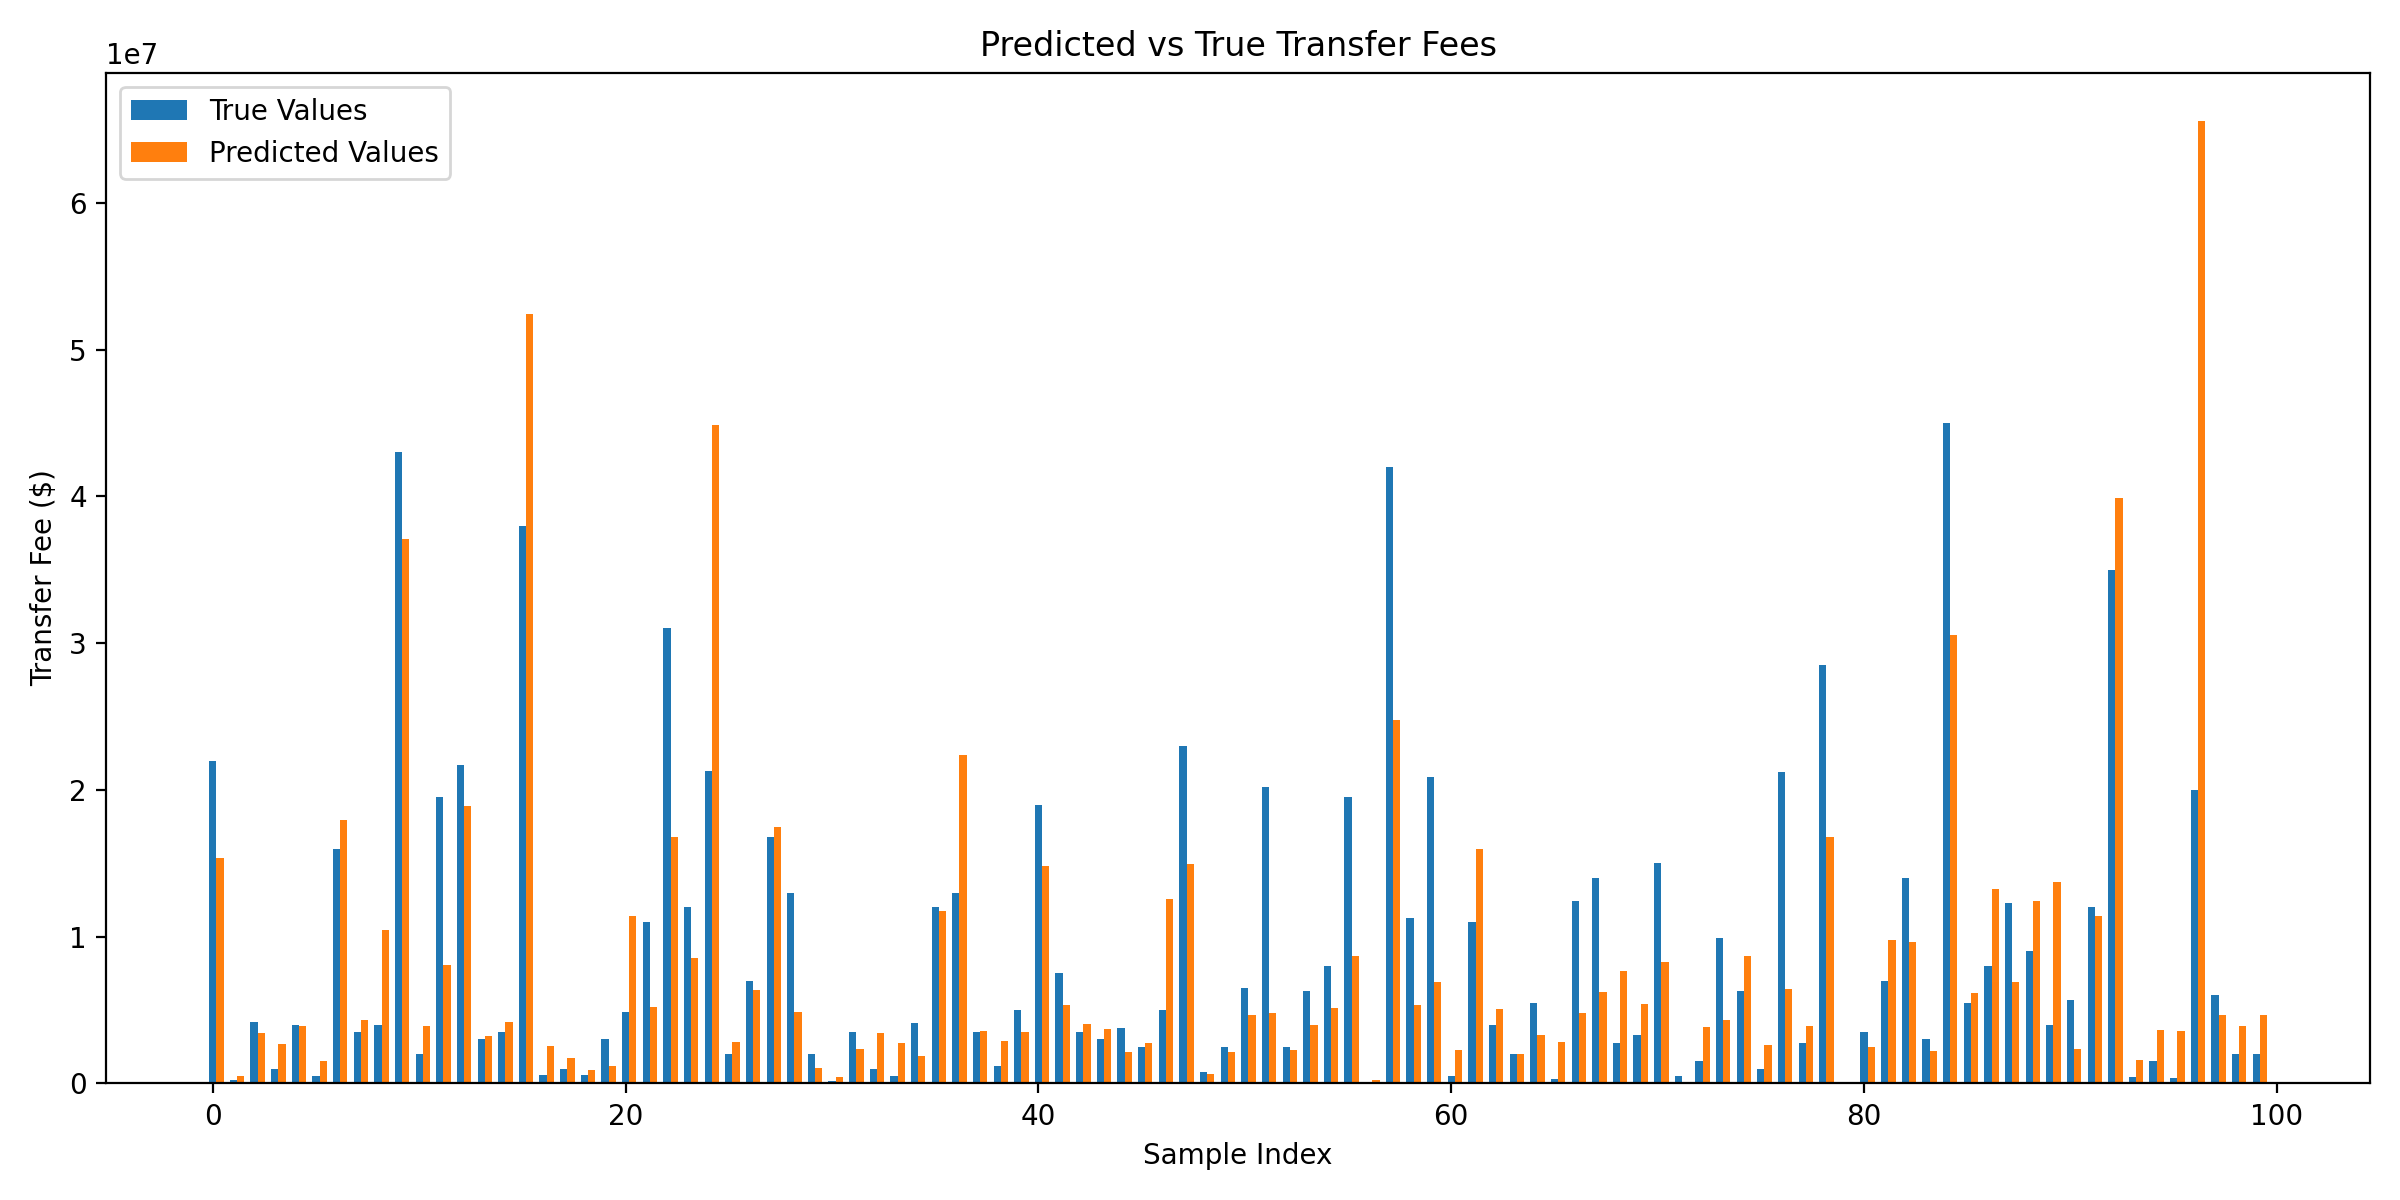 Predicted vs True Transfer Fees
1e7
True Values
Predicted Values
6
5
4
3
2
1
0
Transfer Fee ($)
0 20 40 60 80 100
Sample Index